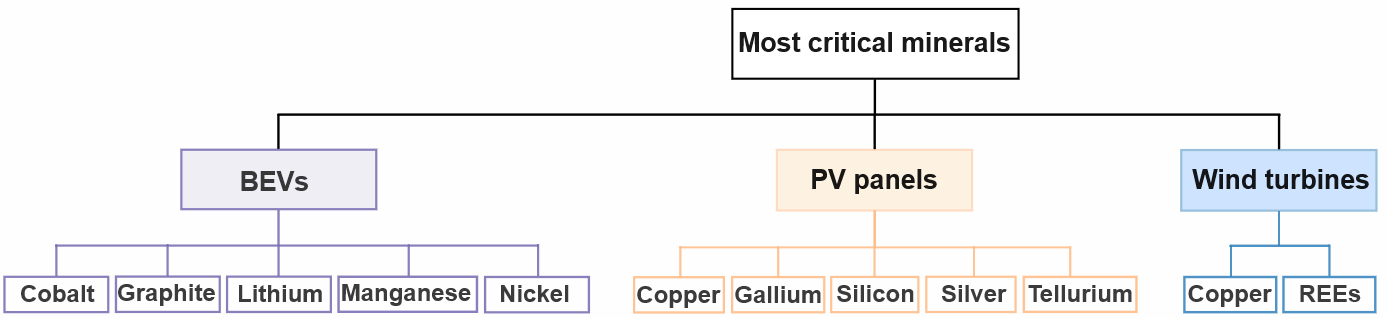 Most critical minerals
BEVs
PV panels
Wind turbines
Cobalt
Graphite
Lithium
Manganese
Nickel
Copper
Gallium
Silicon
Silver
Tellurium
Copper
REEs